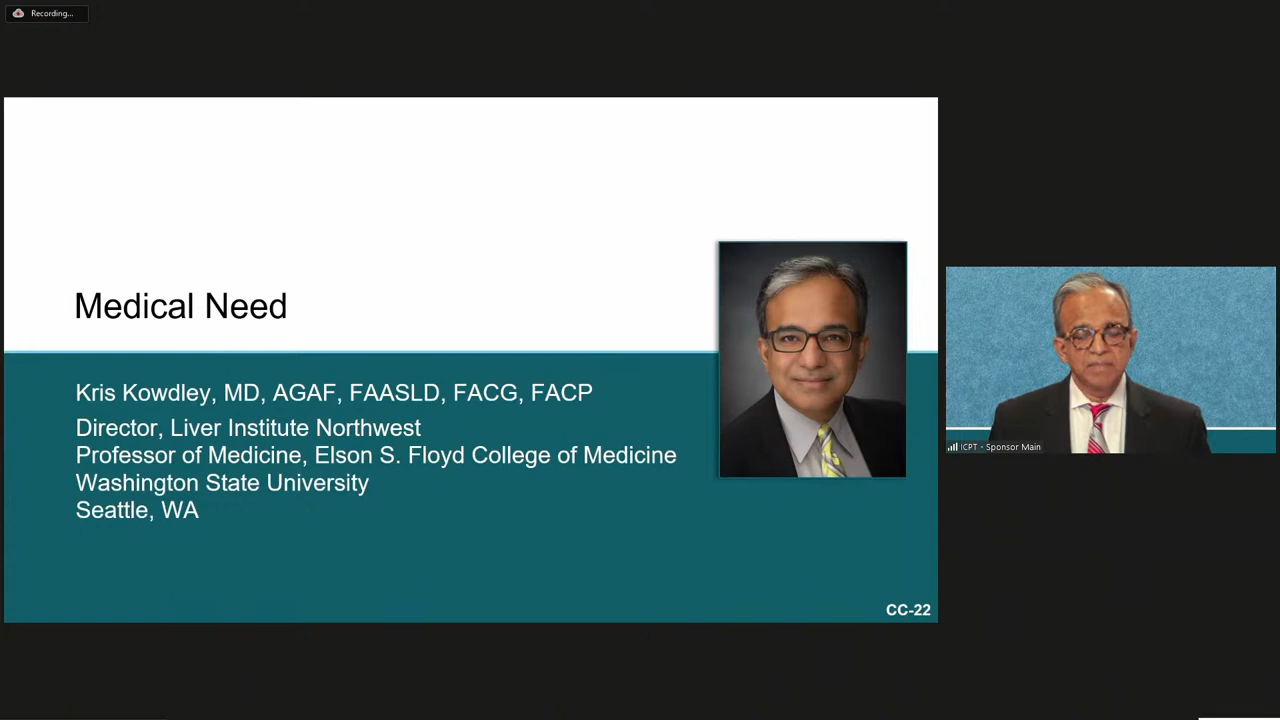 Recording...
Medical Need
Kris Kowdley, MD, AGAF, FAASLD, FACG, FACP
Director, Liver Institute Northwest
Professor of Medicine, Elson S. Floyd College of Medicine
Washington State University
Seattle, WA
CC-22
ICPT - Sponsor Main